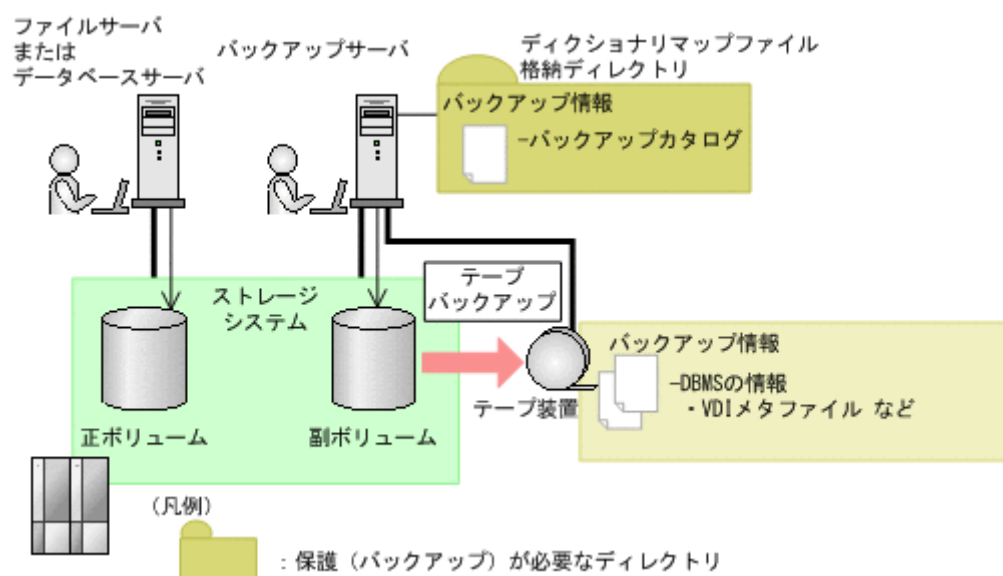 ファイルサーバ
または
データベースサーバ
バックアップサーバ
ディクショナリマップファイル
格納ディレクトリ
バックアップ情報
-バックアップカタログ
ストレージ
システム
テープ
バックアップ
バックアップ情報
-DBMSの情報
・VDIメタファイル など
テープ装置
正ボリューム
副ボリューム
(凡例)
:保護(バックアップ)が必要なディレクトリ